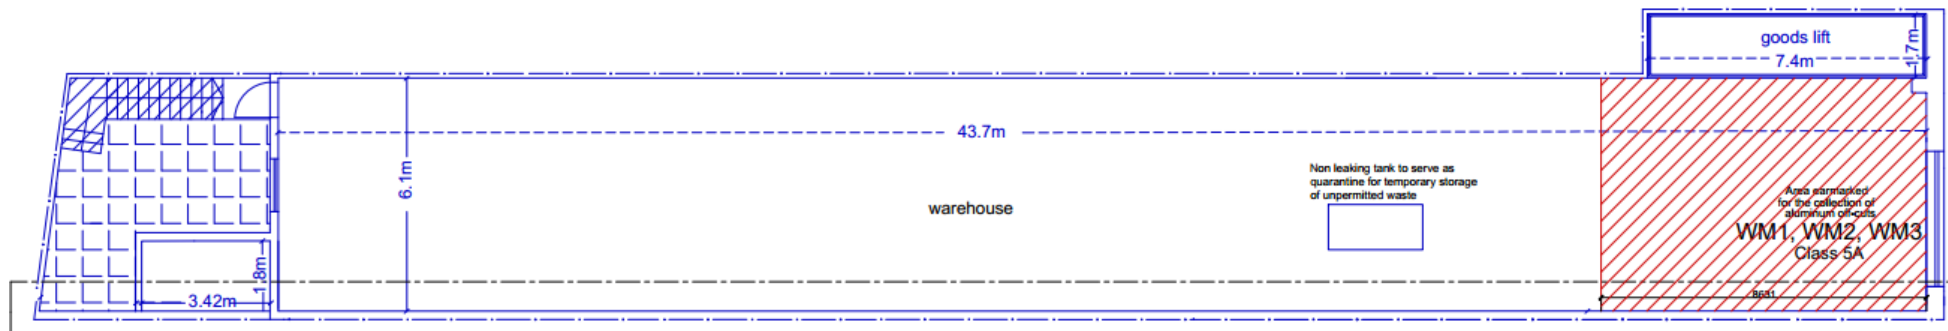 goods lift
7.4m
1.7m
43.7m
6.1m
Non leaking tank to serve as
quarantine for temporary storage
of unpermitted waste
warehouse
Area earmarked
for the collection of
aluminum off-cuts
WM1, WM2, WM3
Class 5A
1.8m
3.42m
8631